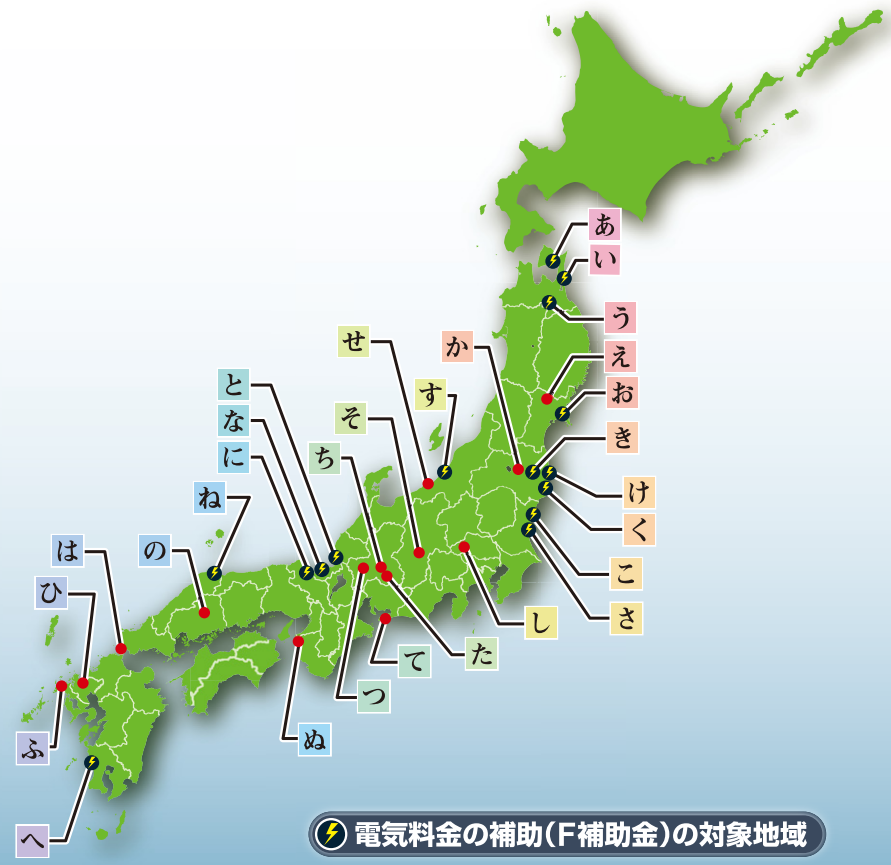 あ
い
う
せ
か
え
と
す
お
な
そ
き
に
ち
ね
け
く
は
の
こ
ひ
さ
し
た
て
つ
ふ
ぬ
へ
電気料金の補助(F補助金)の対象地域